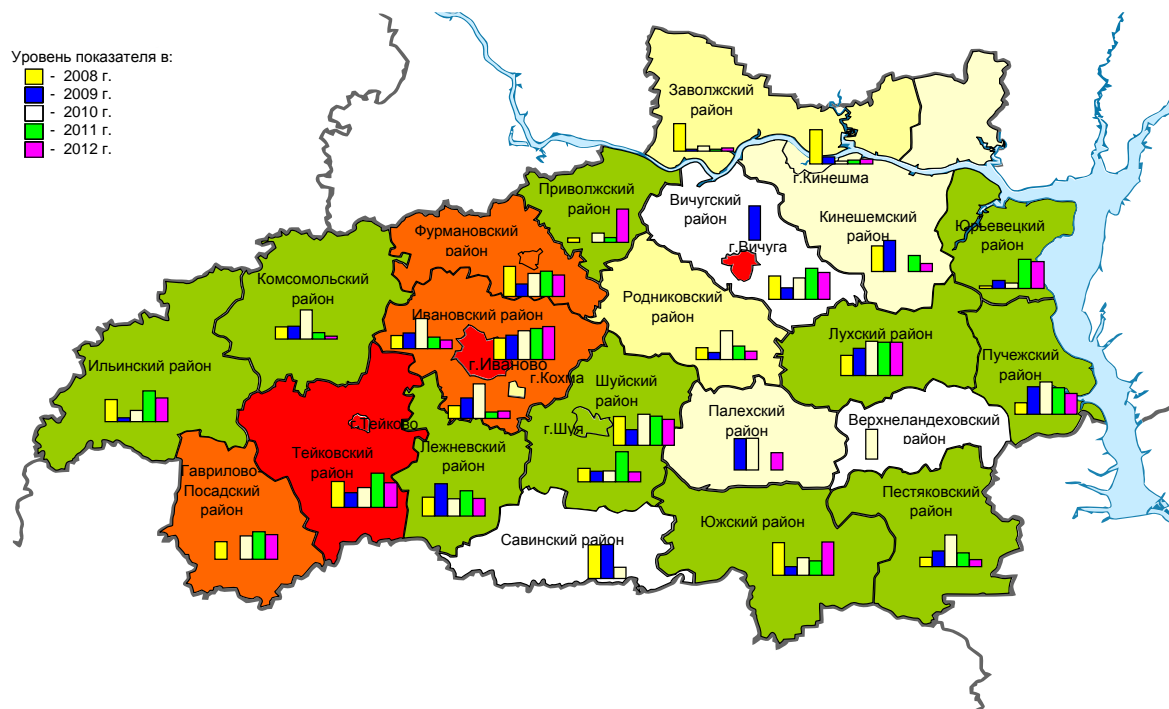 Уровень показателя в:
- 2008 г.
- 2009 г.
- 2010 г.
- 2011 г.
- 2012 г.
Заволжский
район
г.Кинешма
Приволжский
район
Вичугский
район
Кинешемский
район
Юрьевецкий
район
Фурмановский
район
г.Вичуга
Комсомольский
район
Родниковский
район
Ивановский район
Лухский район
Ильинский район
г.Иваново
г.Кохма
Шуйский
район
Пучежский
район
г.Тейково
г.Шуя
Палехский
район
Верхнеландеховский
район
Тейковский
район
Лежневский
район
Гаврилово-
Посадский
район
Пестяковский
район
Савинский район
Южский район